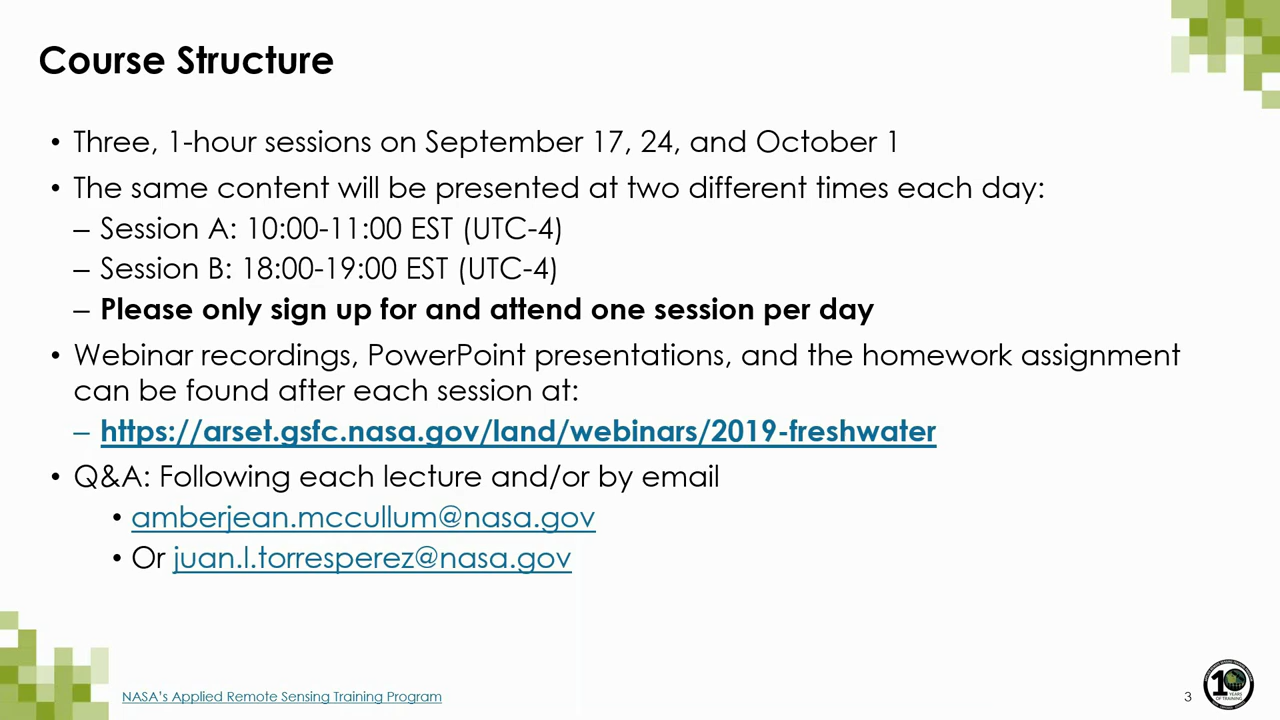 Course Structure
• Three, 1-hour sessions on September 17, 24, and October 1
• The same content will be presented at two different times each day:
– Session A: 10:00-11:00 EST (UTC-4)
– Session B: 18:00-19:00 EST (UTC-4)
– Please only sign up for and attend one session per day
• Webinar recordings, PowerPoint presentations, and the homework assignment
can be found after each session at:
– https://arset.gsfc.nasa.gov/land/webinars/2019-freshwater
• Q&A: Following each lecture and/or by email
• amberjean.mccullum@nasa.gov
• Or juan.l.torresperez@nasa.gov
NASA's Applied Remote Sensing Training Program
3
10
YEARS
OF TRAINING